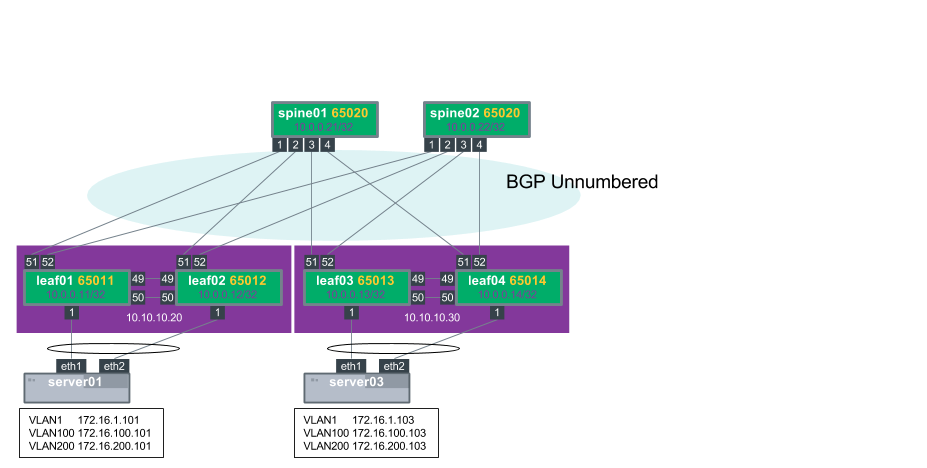 spine01 65020
10.0.0.21/32
1 2 3 4
spine02 65020
10.0.0.22/32
1 2 3 4
BGP Unnumbered
51 52
leaf01 65011
10.0.0.11/32
49 49
50 50
1
51 52
leaf02 65012
10.0.0.12/32
1
10.10.10.20
51 52
leaf03 65013
10.0.0.13/32
49 49
50 50
1
51 52
leaf04 65014
10.0.0.14/32
1
10.10.10.30
eth1 eth2
server01
eth1 eth2
server03
VLAN1 172.16.1.101
VLAN100 172.16.100.101
VLAN200 172.16.200.101
VLAN1 172.16.1.103
VLAN100 172.16.100.103
VLAN200 172.16.200.103